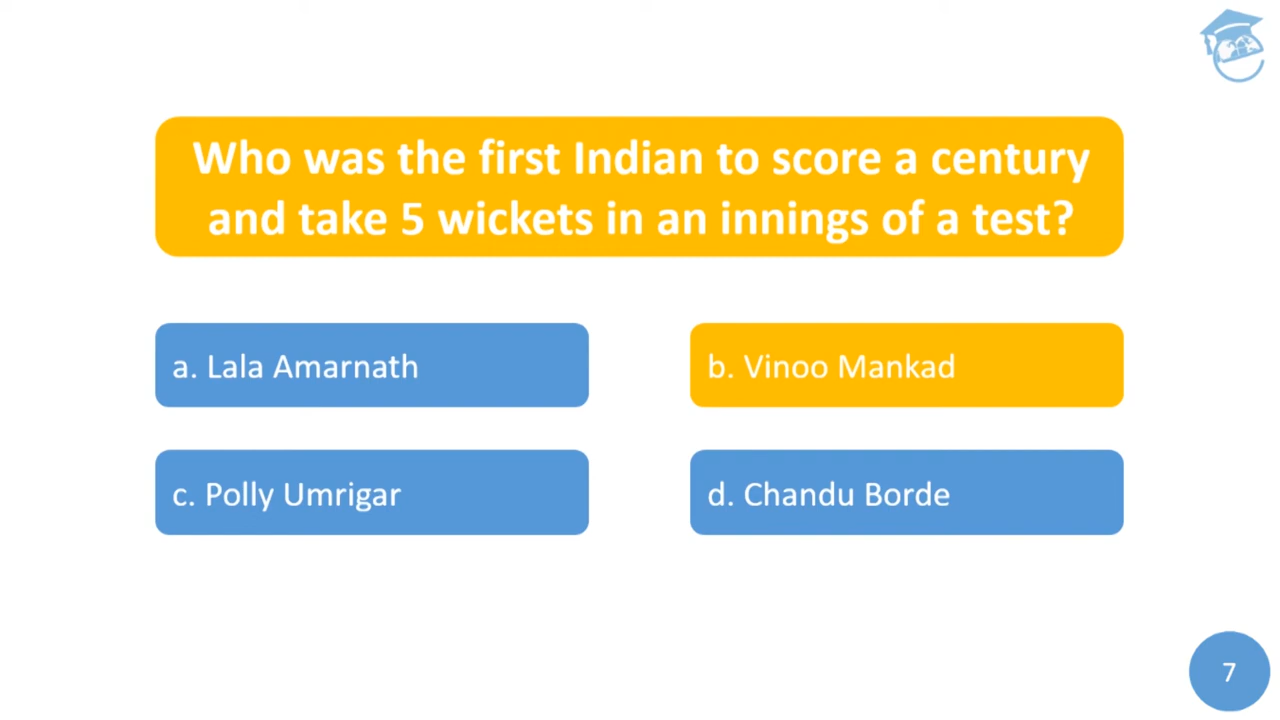 Who was the first Indian to score a century
and take 5 wickets in an innings of a test?
a. Lala Amarnath
b. Vinoo Mankad
c. Polly Umrigar
d. Chandu Borde
7